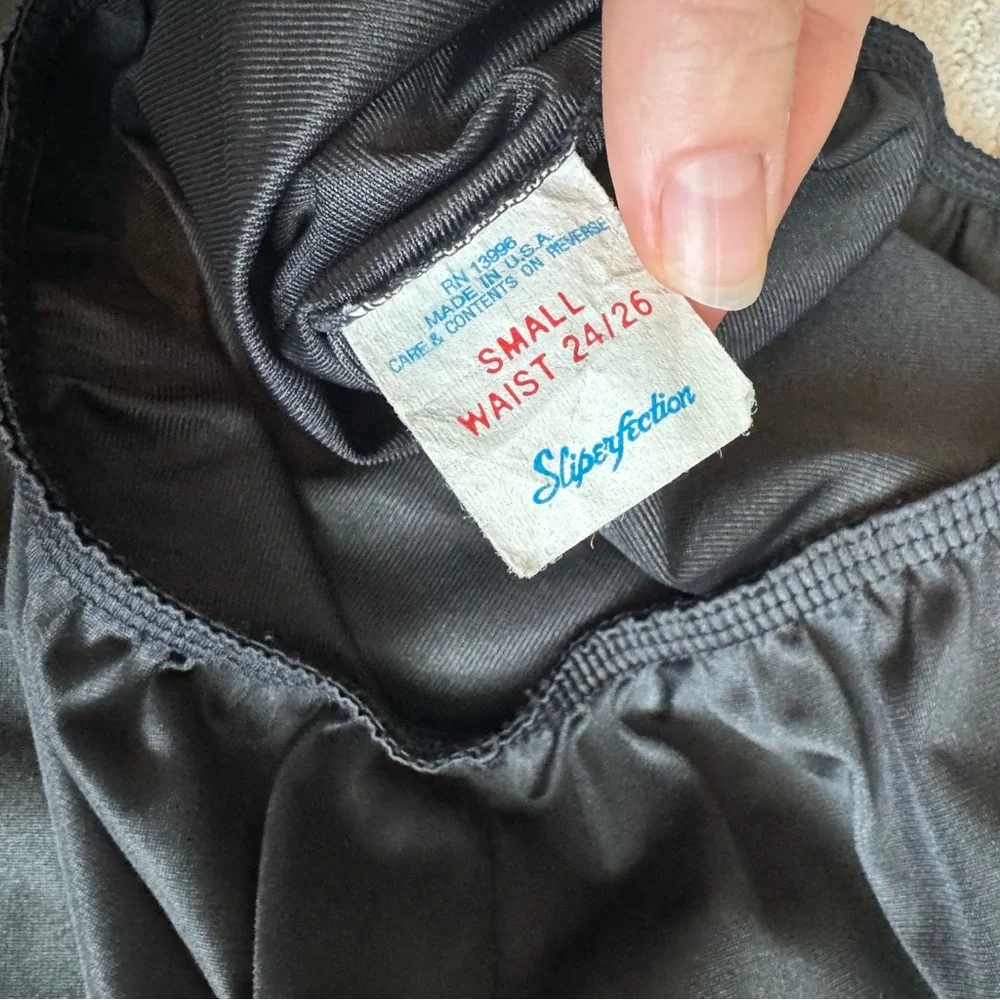 RN 13996
MADE IN U.S.A.
CARE & CONTENTS ON REVERSE
SMALL
WAIST 24/26
Sliperfection